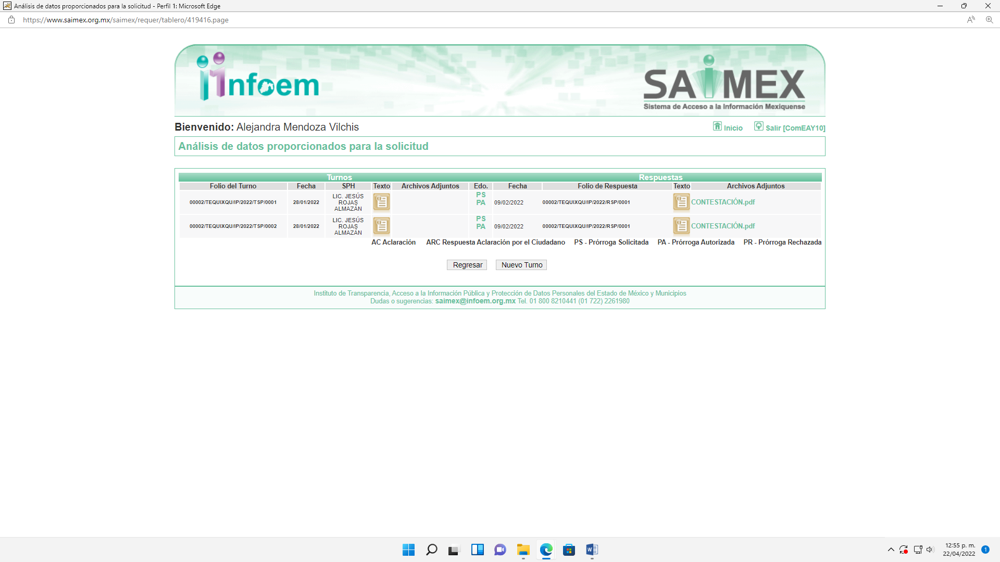 Análisis de datos proporcionados para la solicitud - Perfil 1: Microsoft Edge
https://www.saimex.org.mx/saimex/requer/tablero/419416.page
infoem
SAIMEX
Sistema de Acceso a la Información Mexiquense
Bienvenido: Alejandra Mendoza Vilchis
Inicio Salir [ComEAY10]
Análisis de datos proporcionados para la solicitud
Turnos Respuestas
Folio del Turno Fecha SPH Texto Archivos Adjuntos Edo. Fecha Folio de Respuesta Texto Archivos Adjuntos
00002/TEQUIXQU/IP/2022/TSP/0001 28/01/2022 LIC. JESÚS ROJAS ALMAZÁN PS PA 09/02/2022 00002/TEQUIXQU/IP/2022/RSP/0001 CONTESTACIÓN.pdf
00002/TEQUIXQU/IP/2022/TSP/0002 28/01/2022 LIC. JESÚS ROJAS ALMAZÁN PS PA 09/02/2022 00002/TEQUIXQU/IP/2022/RSP/0001 CONTESTACIÓN.pdf
AC Aclaración ARC Respuesta Aclaración por el Ciudadano PS - Prórroga Solicitada PA - Prórroga Autorizada PR - Prórroga Rechazada
Regresar Nuevo Turno
Instituto de Transparencia, Acceso a la Información Pública y Protección de Datos Personales del Estado de México y Municipios
Dudas o sugerencias: saimex@infoem.org.mx Tel. 01 800 8210441 (01 722) 2261980
12:55 p. m.
22/04/2022
1